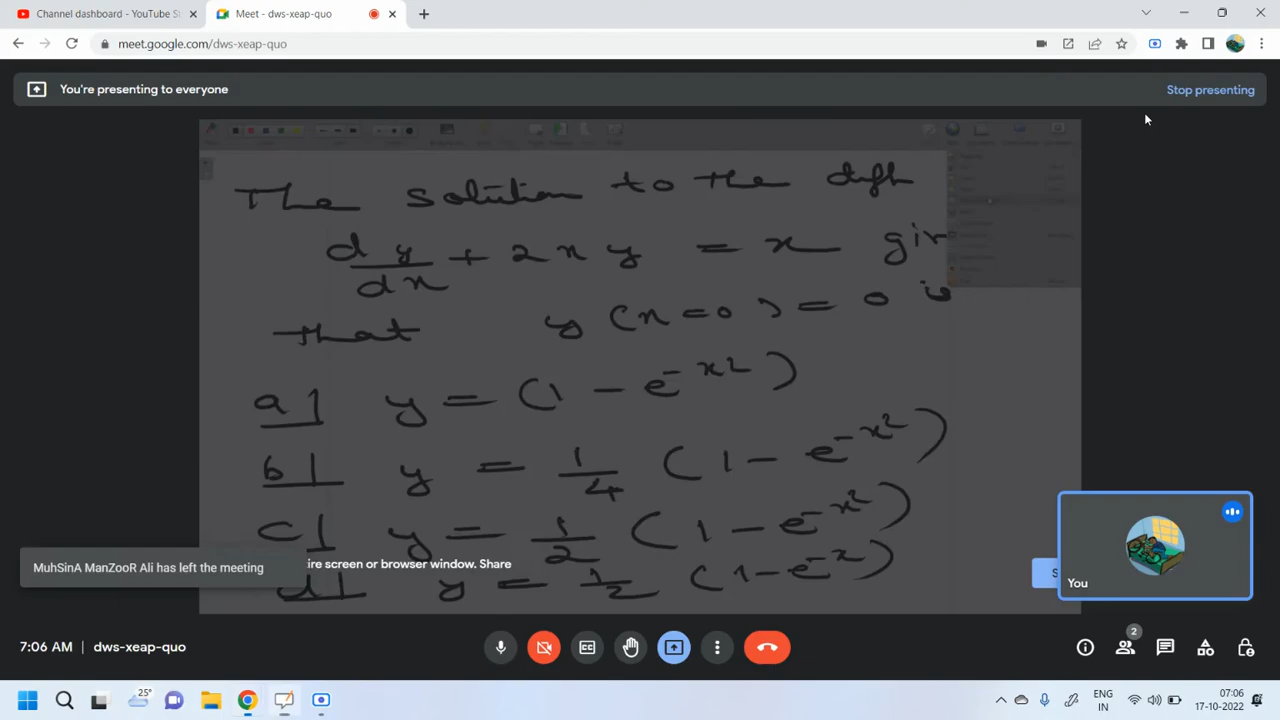 Channel dashboard - YouTube St
Meet - dws-xeap-quo
meet.google.com/dws-xeap-quo
You're presenting to everyone
Stop presenting
The solution to the
dy/dx + 2xy = x
that y (x=0) = 0 is
a] y = (1 - e^-x2)
b] y = 1/4 (1 - e^-x2)
c] y = 1/2 (1 - e^-x2)
d] y = 1/2 (1 - e^-x)
ire screen or browser window. Share
MuhSinA ManZooR Ali has left the meeting
S
You
7:06 AM
dws-xeap-quo
2
25°
ENG
IN
07:06
17-10-2022